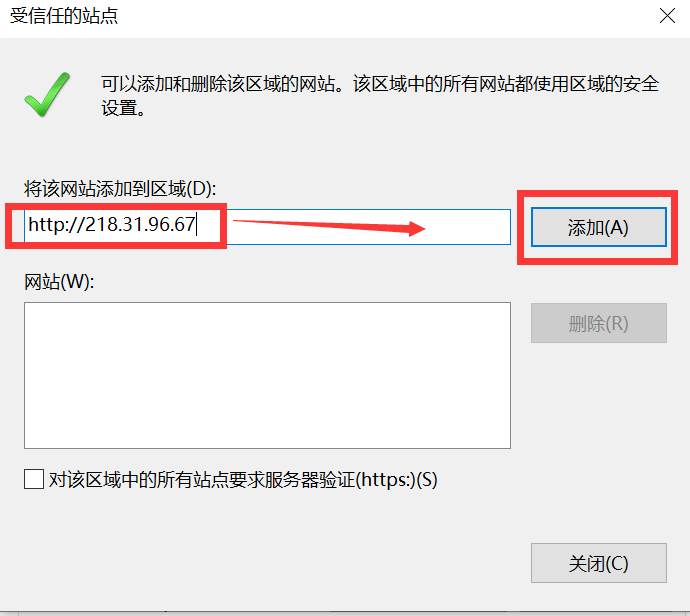 受信任的站点
可以添加和删除该区域的网站。该区域中的所有网站都使用区域的安全
设置。
将该网站添加到区域(D):
http://218.31.96.67
添加(A)
网站(W):
删除(R)
对该区域中的所有站点要求服务器验证(https:)(S)
关闭(C)